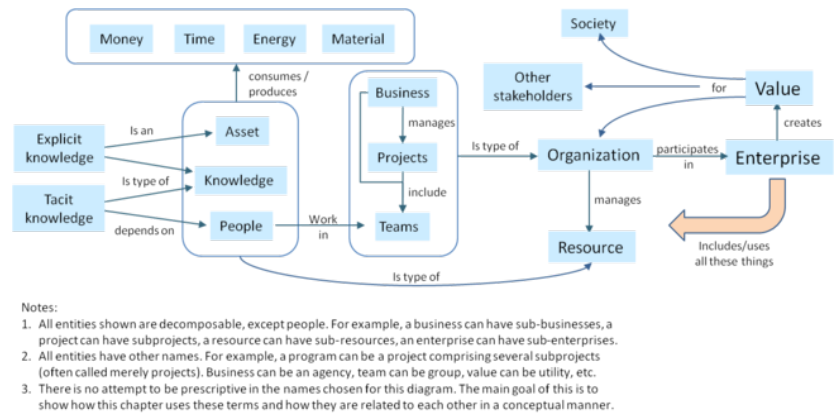 Society
Money Time Energy Material
Other
stakeholders
for
Value
consumes /
produces
Business
creates
Explicit
knowledge
Is an
Asset
manages
Is type of
Organization
participates
in
Enterprise
Projects
Is type of
Knowledge
Tacit
knowledge
include
manages
depends on
People
Work
in
Teams
Resource
Includes/uses
all these things
Is type of
Notes:
1. All entities shown are decomposable, except people. For example, a business can have sub-businesses, a
project can have subprojects, a resource can have sub-resources, an enterprise can have sub-enterprises.
2. All entities have other names. For example, a program can be a project comprising several subprojects
(often called merely projects). Business can be an agency, team can be group, value can be utility, etc.
3. There is no attempt to be prescriptive in the names chosen for this diagram. The main goal of this is to
show how this chapter uses these terms and how they are related to each other in a conceptual manner.